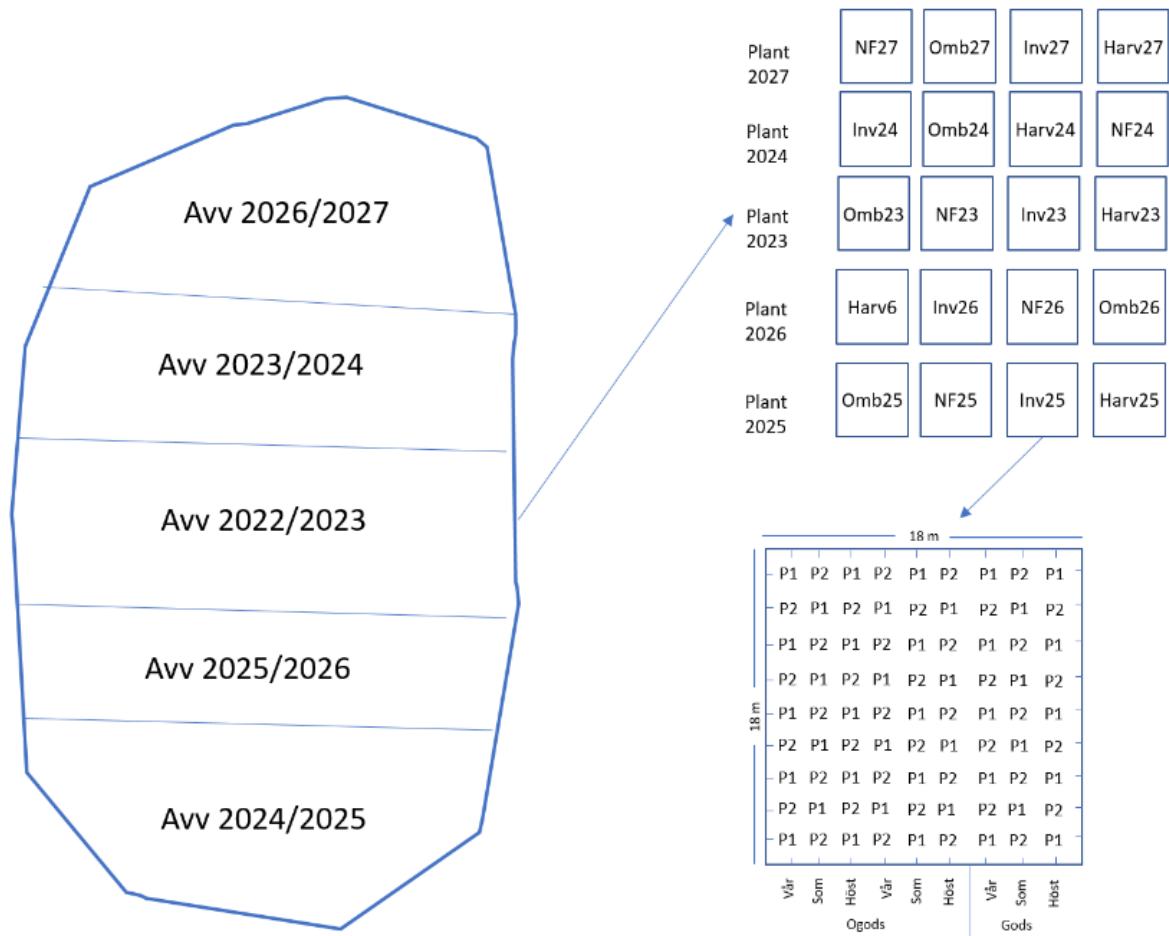 Avv 2026/2027
Avv 2023/2024
Avv 2022/2023
Avv 2025/2026
Avv 2024/2025
Plant
2027
NF27 Omb27 Inv27 Harv27
Plant
2024
Inv24 Omb24 Harv24 NF24
Plant
2023
Omb23 NF23 Inv23 Harv23
Plant
2026
Harv6 Inv26 NF26 Omb26
Plant
2025
Omb25 NF25 Inv25 Harv25
18 m
18 m
P1 P2 P1 P2 P1 P2 P1 P2 P1
P2 P1 P2 P1 P2 P1 P2 P1 P2
P1 P2 P1 P2 P1 P2 P1 P2 P1
P2 P1 P2 P1 P2 P1 P2 P1 P2
P1 P2 P1 P2 P1 P2 P1 P2 P1
P2 P1 P2 P1 P2 P1 P2 P1 P2
P1 P2 P1 P2 P1 P2 P1 P2 P1
P2 P1 P2 P1 P2 P1 P2 P1 P2
P1 P2 P1 P2 P1 P2 P1 P2 P1
Vår Som Höst Vår Som Höst Vår Som Höst
Ogods Gods